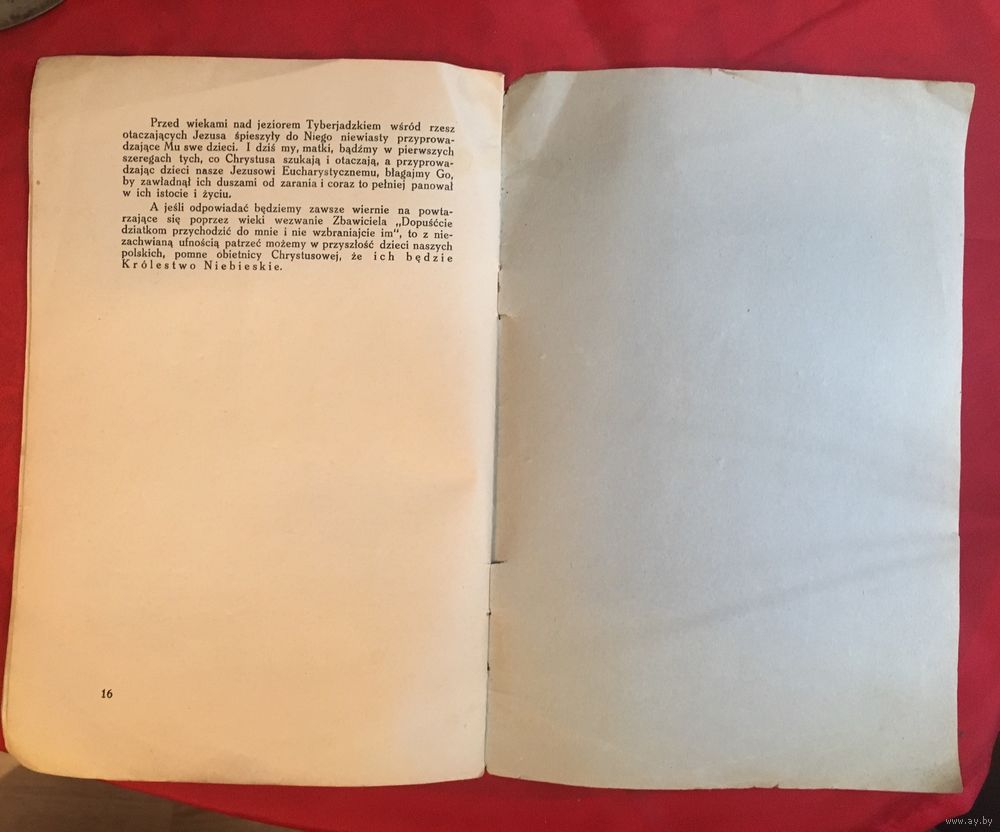 Przed wiekami nad jeziorem Tyberjadzkiem wśród rzesz
otaczających Jezusa śpieszyły do Niego niewiasty przyprowa-
dzające Mu swe dzieci. I dziś my, matki, bądźmy w pierwszych
szeregach tych, co Chrystusa szukają i otaczają, a przyprowa-
dzając dzieci nasze Jezusowi Eucharystycznemu, błagajmy Go,
by zawładnął ich duszami od zarania i coraz to pełniej panował
w ich istocie i życiu.
A jeśli odpowiadać będziemy zawsze wiernie na powta-
rzające się poprzez wieki wezwanie Zbawiciela „Dopuśćcie
dziatkom przychodzić do mnie i nie wzbraniajcie im“, to z nie-
zachwianą ufnością patrzeć możemy w przyszłość dzieci naszych
polskich, pomne obietnicy Chrystusowej, że ich będzie
Królestwo Niebieskie.
16
www.ay.by